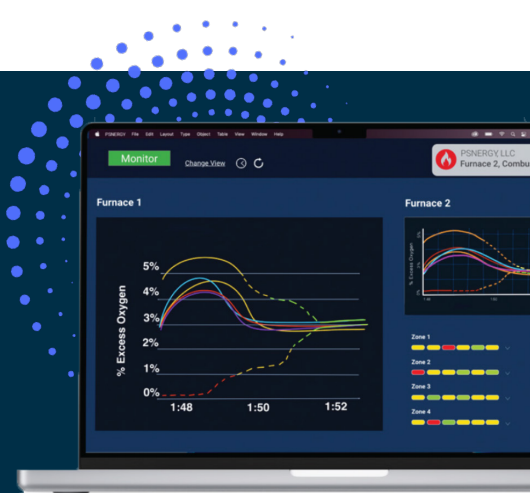 PSNERGY File Edit Layout Type Object Table View Window Help
Monitor
Change View
PSNERGY, LLC
Furnace 2, Combu
Furnace 1
5%
4%
3%
2%
1%
0%
% Excess Oxygen
1:48 1:50 1:52
Furnace 2
% Excess Oxygen
Zone 1
Zone 2
Zone 3
Zone 4